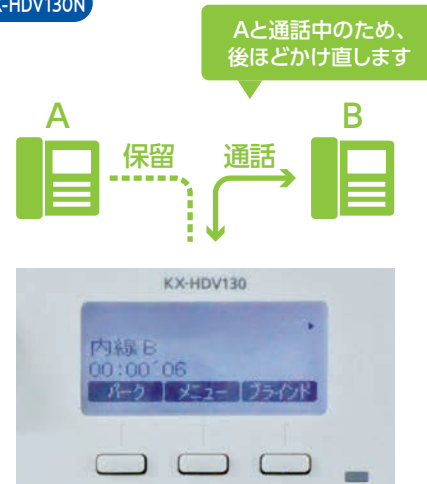 -HDV130N
Aと通話中のため、
後ほどかけ直します
A
B
保留
通話
KX-HDV130
内線B
00:00'06
パーク メニュー ブラインド